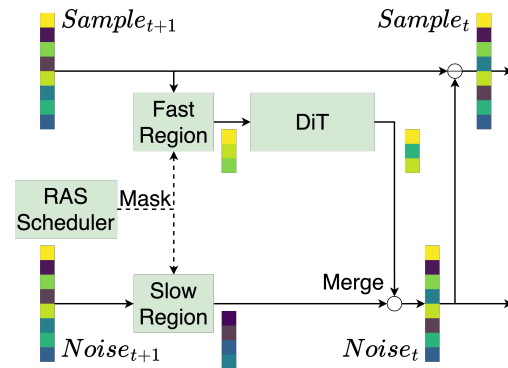 Sample_{t+1}
Sample_t
Fast
Region
DiT
RAS
Scheduler
Mask
Slow
Region
Merge
Noise_{t+1}
Noise_t